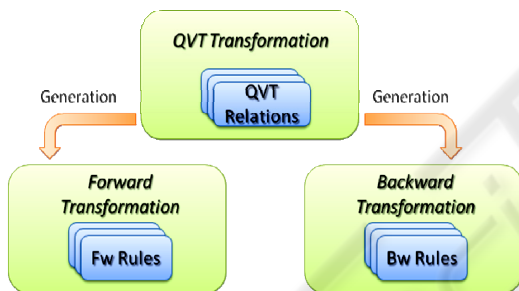 QVT Transformation
QVT
Relations
Generation
Generation
Forward
Transformation
Fw Rules
Backward
Transformation
Bw Rules